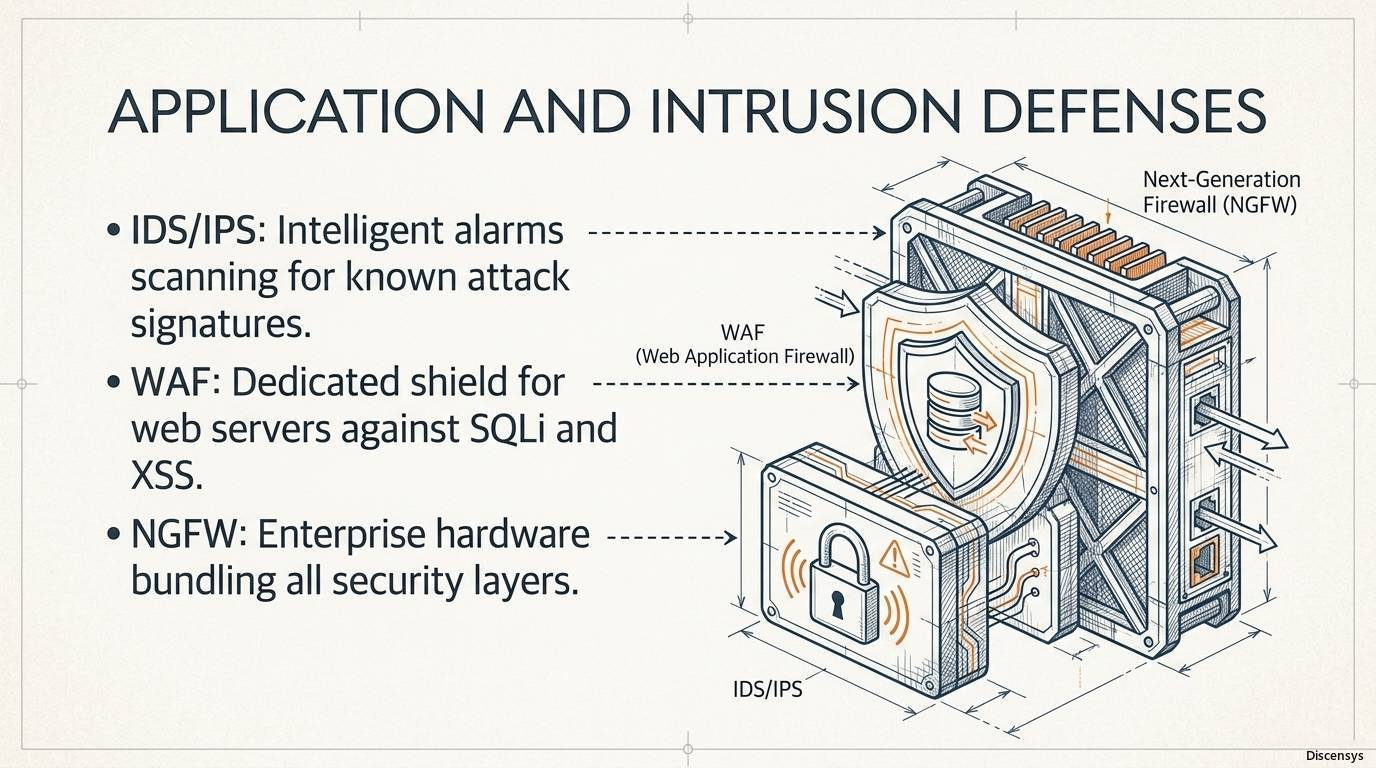 APPLICATION AND INTRUSION DEFENSES
• IDS/IPS: Intelligent alarms
scanning for known attack
signatures.
• WAF: Dedicated shield for
web servers against SQLi and
XSS.
• NGFW: Enterprise hardware
bundling all security layers.
Next-Generation
Firewall (NGFW)
WAF
(Web Application Firewall)
IDS/IPS
Discensys